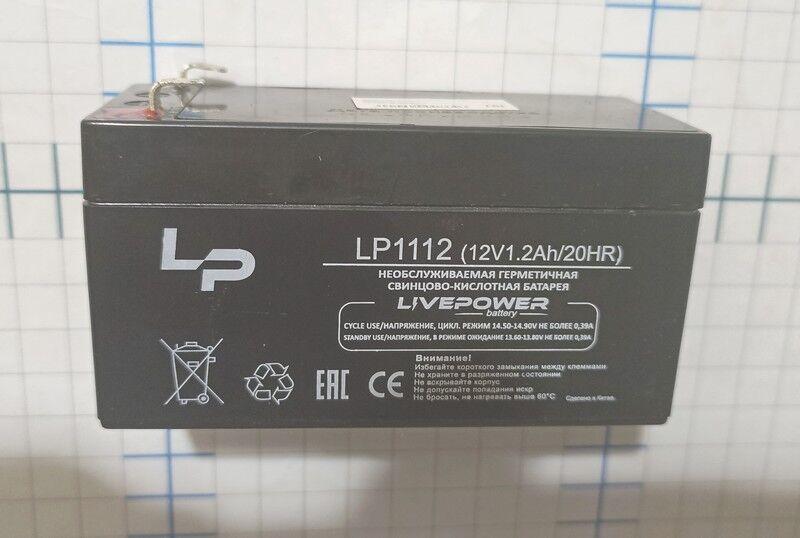 LP
LP1112 (12V1.2Ah/20HR)
НЕОБСЛУЖИВАЕМАЯ ГЕРМЕТИЧНАЯ
СВИНЦОВО-КИСЛОТНАЯ БАТАРЕЯ
LIVEPOWER
battery
CYCLE USE/НАПРЯЖЕНИЕ, ЦИКЛ. РЕЖИМ 14.50-14.90V НЕ БОЛЕЕ 0,39А
STANDBY USE/НАПРЯЖЕНИЕ, В РЕЖИМЕ ОЖИДАНИЕ 13.60-13.80V НЕ БОЛЕЕ 0,39А
Внимание!
Избегайте короткого замыкания между клеммами
Не храните в разряженном состоянии
Не вскрывайте корпус
Не допускайте попадания искр
Не бросать, не нагревать выше 60°С
Сделано в Китае.
EAC
CE